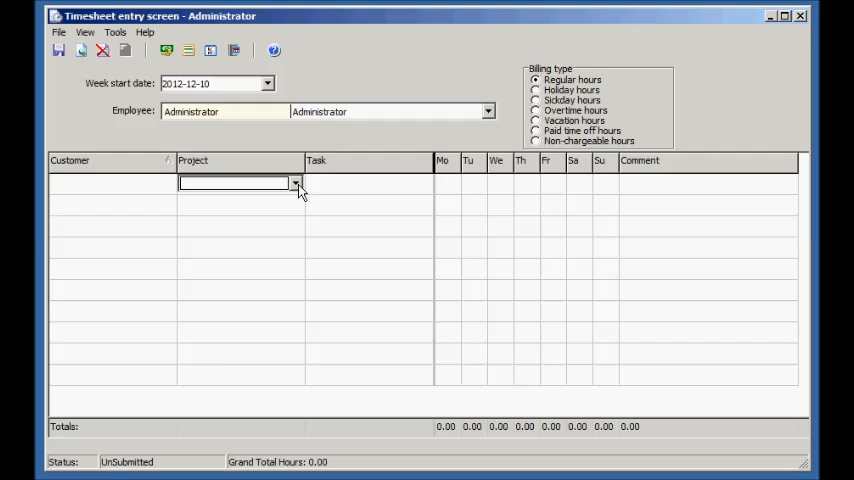 Timesheet entry screen - Administrator
File View Tools Help
Week start date: 2012-12-10
Employee: Administrator Administrator
Billing type
Regular hours
Holiday hours
Sickday hours
Overtime hours
Vacation hours
Paid time off hours
Non-chargeable hours
Customer Project Task Mo Tu We Th Fr Sa Su Comment
Totals: 0.00 0.00 0.00 0.00 0.00 0.00 0.00 0.00
Status: UnSubmitted Grand Total Hours: 0.00